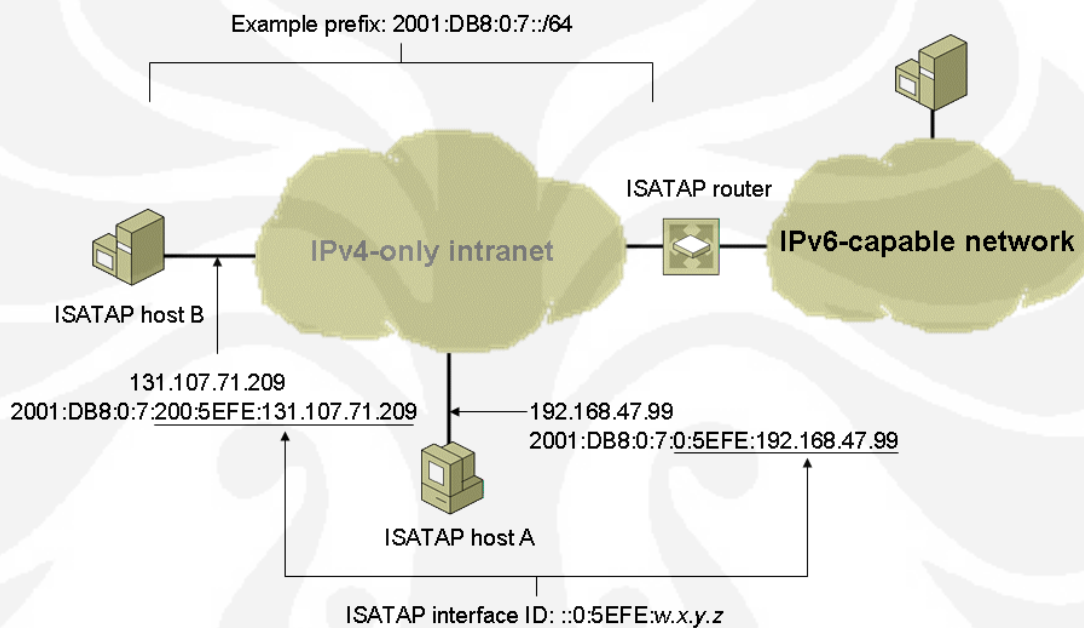 Example prefix: 2001:DB8:0:7::/64
ISATAP router
IPv4-only intranet
IPv6-capable network
ISATAP host B
131.107.71.209
2001:DB8:0:7:200:5EFE:131.107.71.209
192.168.47.99
2001:DB8:0:7:0:5EFE:192.168.47.99
ISATAP host A
ISATAP interface ID: ::0:5EFE:w.x.y.z